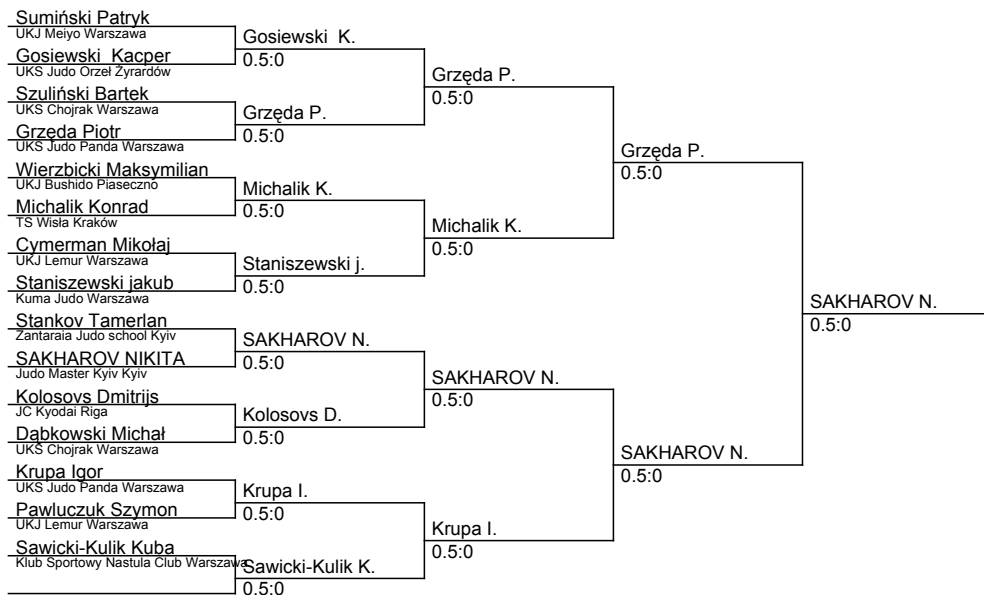 Sumiński Patryk
UKJ Meiyo Warszawa
Gosiewski  Kacper
UKS Judo Orzeł Żyrardów
Szuliński Bartek
UKS Chojrak Warszawa
Grzęda Piotr
UKS Judo Panda Warszawa
Wierzbicki Maksymilian
UKJ Bushido Piaseczno
Michalik Konrad
TS Wisła Kraków
Cymerman Mikołaj
UKJ Lemur Warszawa
Staniszewski jakub
Kuma Judo Warszawa
Stankov Tamerlan
Zantaraia Judo school Kyiv
SAKHAROV NIKITA
Judo Master Kyiv Kyiv
Kolosovs Dmitrijs
JC Kyodai Riga
Dąbkowski Michał
UKS Chojrak Warszawa
Krupa Igor
UKS Judo Panda Warszawa
Pawluczuk Szymon
UKJ Lemur Warszawa
Sawicki-Kulik Kuba
Klub Sportowy Nastula Club Warszawa
Gosiewski  K.
0.5:0
Grzęda P.
0.5:0
Michalik K.
0.5:0
Staniszewski j.
0.5:0
SAKHAROV N.
0.5:0
Kolosovs D.
0.5:0
Krupa I.
0.5:0
Sawicki-Kulik K.
0.5:0
Grzęda P.
0.5:0
Michalik K.
0.5:0
SAKHAROV N.
0.5:0
Krupa I.
0.5:0
Grzęda P.
0.5:0
SAKHAROV N.
0.5:0
SAKHAROV N.
0.5:0